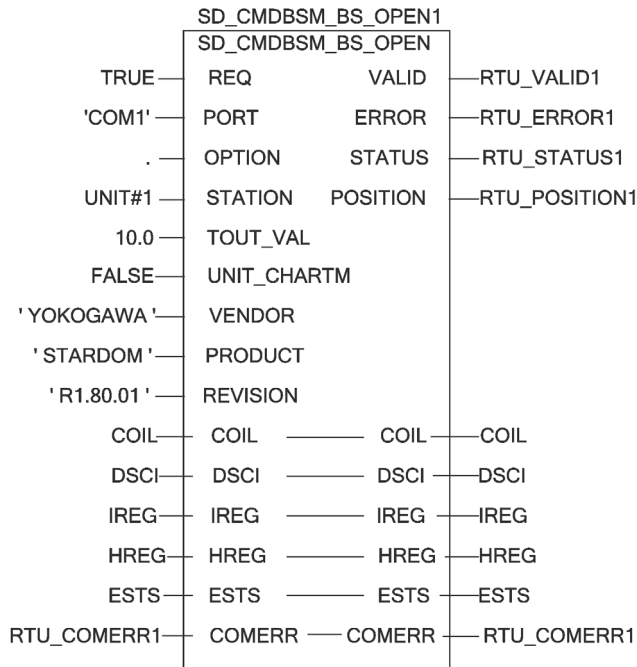 SD_CMDBSM_BS_OPEN1
SD_CMDBSM_BS_OPEN
TRUE REQ VALID RTU_VALID1
'COM1' PORT ERROR RTU_ERROR1
. OPTION STATUS RTU_STATUS1
UNIT#1 STATION POSITION RTU_POSITION1
10.0 TOUT_VAL
FALSE UNIT_CHARTM
' YOKOGAWA ' VENDOR
' STARDOM ' PRODUCT
' R1.80.01 ' REVISION
COIL COIL COIL COIL
DSCI DSCI DSCI DSCI
IREG IREG IREG IREG
HREG HREG HREG HREG
ESTS ESTS ESTS ESTS
RTU_COMERR1 COMERR COMERR RTU_COMERR1